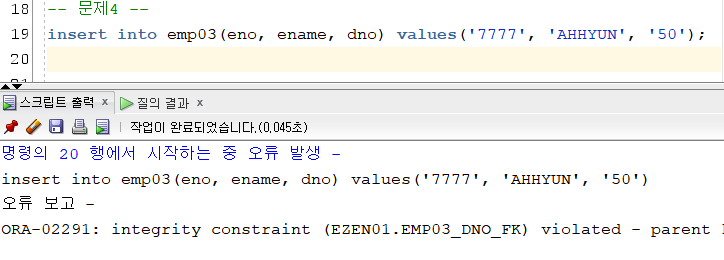 18 -- 문제4 --
19 insert into emp03(eno, ename, dno) values('7777', 'AHHYUN', '50');
20
스크립트 출력 x 질의 결과 x
작업이 완료되었습니다.(0,045초)
명령의 20 행에서 시작하는 중 오류 발생 -
insert into emp03(eno, ename, dno) values('7777', 'AHHYUN', '50')
오류 보고 -
ORA-02291: integrity constraint (EZEN01.EMP03_DNO_FK) violated - parent